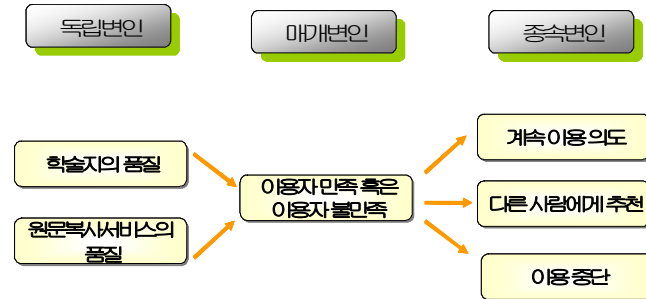 독립변인
매개변인
종속변인
학술지의 품질
원문복사서비스의
품질
이용자 만족 혹은
이용자 불만족
계속 이용 의도
다른 사람에게 추천
이용 중단